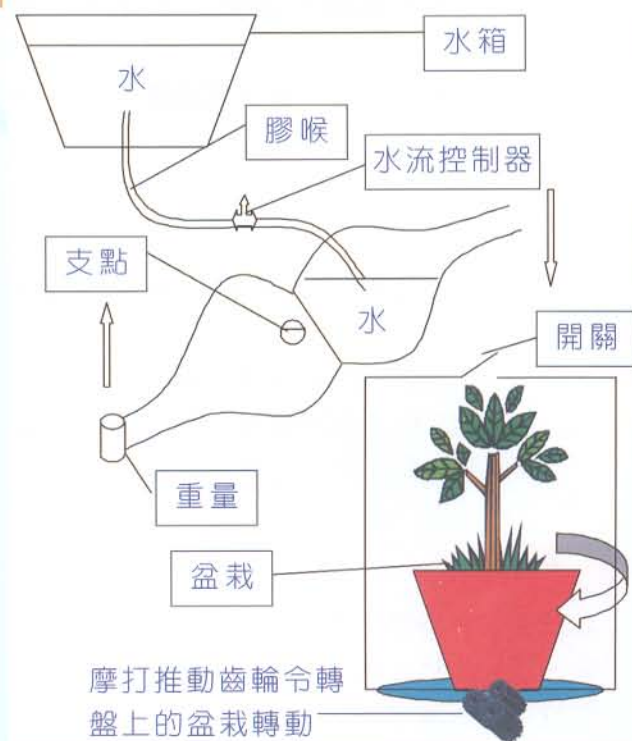 水箱
水
膠喉
水流控制器
支點
水
開關
重量
盆栽
摩打推動齒輪令轉
盤上的盆栽轉動